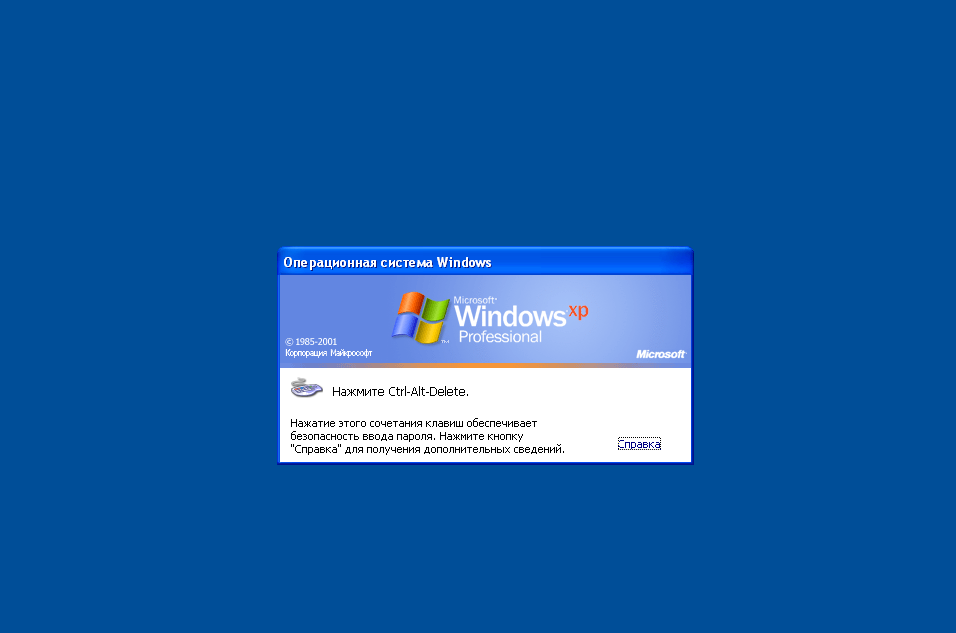 Операционная система Windows
Microsoft®
Windows xp
Professional
™
© 1985-2001
Корпорация Майкрософт
Microsoft®
Нажмите Ctrl-Alt-Delete.
Нажатие этого сочетания клавиш обеспечивает
безопасность ввода пароля. Нажмите кнопку
"Справка" для получения дополнительных сведений.
Справка